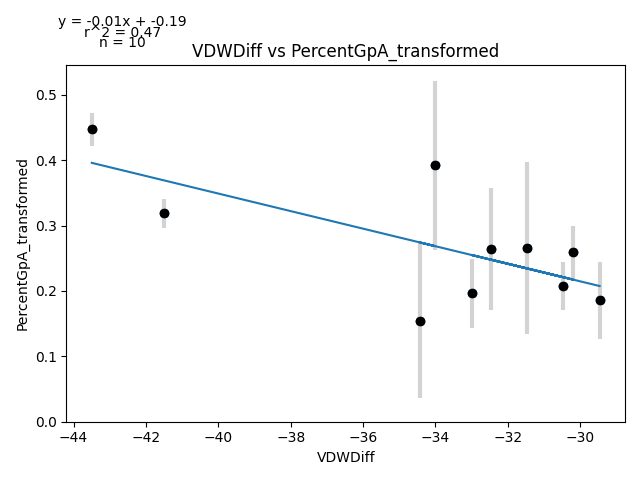 y = -0.01x + -0.19
r^2 = 0.47
n = 10
VDWDiff vs PercentGpA_transformed
PercentGpA_transformed
0.5
0.4
0.3
0.2
0.1
0.0
−44
−42
−40
−38
−36
−34
−32
−30
VDWDiff